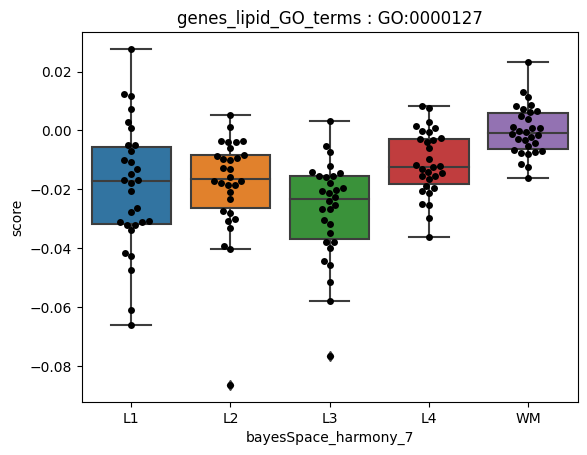 genes_lipid_GO_terms : GO:0000127
0.02
0.00
−0.02
−0.04
−0.06
−0.08
score
L1 L2 L3 L4 WM
bayesSpace_harmony_7